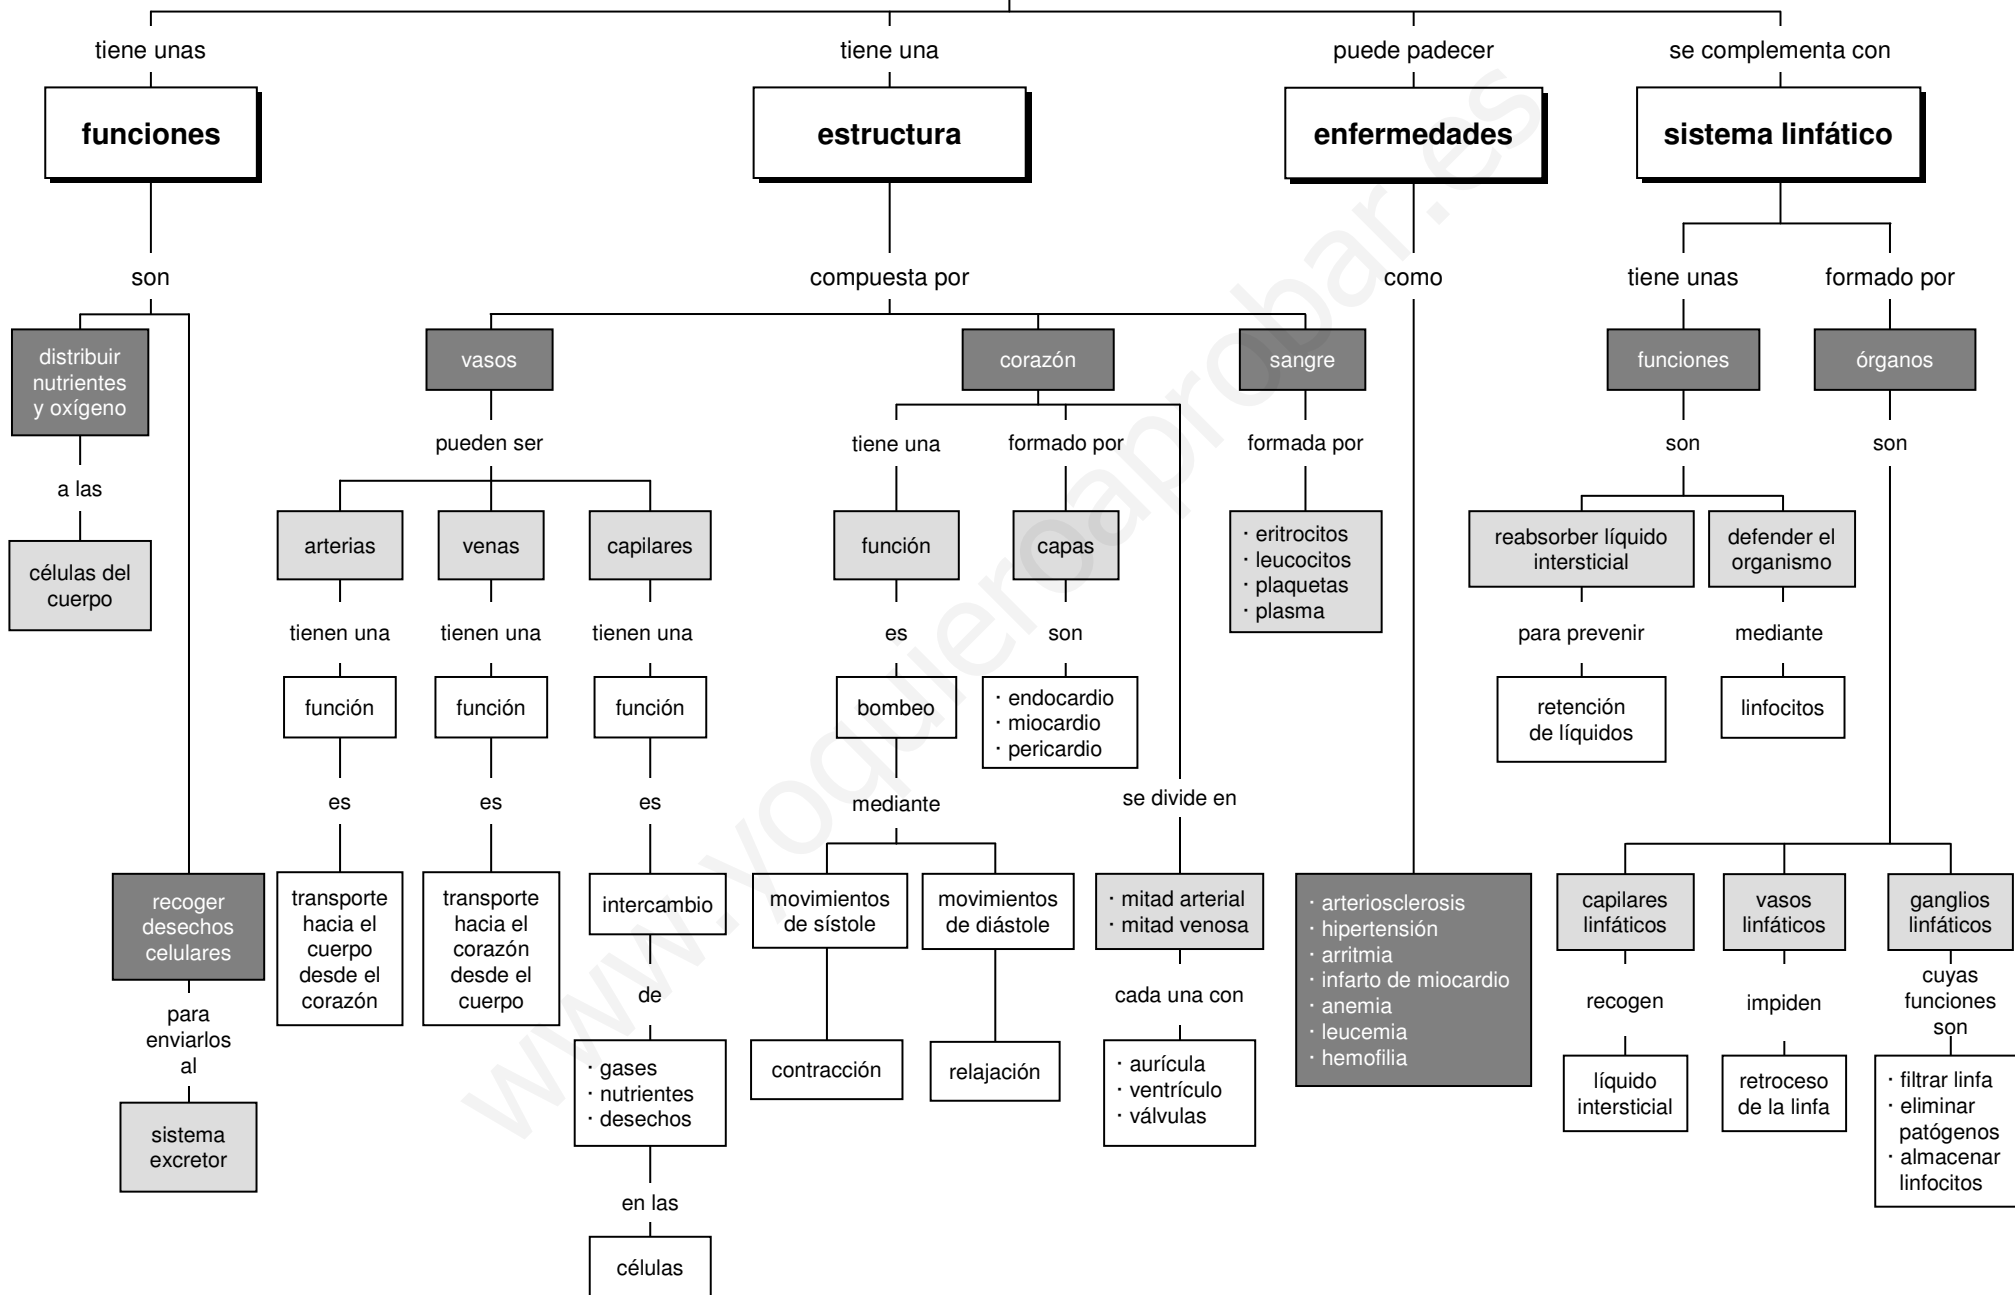 tiene unas
tiene una
puede padecer
se complementa con
funciones
estructura
enfermedades
sistema linfático
son
compuesta por
como
tiene unas
formado por
distribuir
nutrientes
y oxígeno
vasos
corazón
sangre
funciones
órganos
pueden ser
tiene una
formado por
formada por
son
son
a las
células del
cuerpo
arterias
venas
capilares
función
capas
· eritrocitos
· leucocitos
· plaquetas
· plasma
reabsorber líquido
intersticial
defender el
organismo
tienen una
tienen una
tienen una
es
son
para prevenir
mediante
función
función
función
bombeo
· endocardio
· miocardio
· pericardio
retención
de líquidos
linfocitos
es
es
es
mediante
se divide en
recoger
desechos
celulares
transporte
hacia el
cuerpo
desde el
corazón
transporte
hacia el
corazón
desde el
cuerpo
intercambio
movimientos
de sístole
movimientos
de diástole
· mitad arterial
· mitad venosa
· arteriosclerosis
· hipertensión
· arritmia
· infarto de miocardio
· anemia
· leucemia
· hemofilia
capilares
linfáticos
vasos
linfáticos
ganglios
linfáticos
para
enviarlos
al
de
cada una con
recogen
impiden
cuyas
funciones
son
sistema
excretor
· gases
· nutrientes
· desechos
contracción
relajación
· aurícula
· ventrículo
· válvulas
líquido
intersticial
retroceso
de la linfa
· filtrar linfa
· eliminar
patógenos
· almacenar
linfocitos
en las
células
www.yoquieroaprobar.es